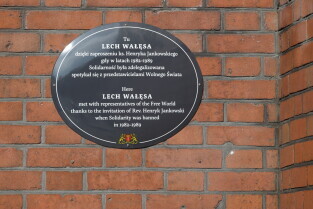 Tu
LECH WAŁĘSA
dzięki zaproszeniu ks. Henryka Jankowskiego
gdy w latach 1982-1989
Solidarność była zdelegalizowana
spotykał się z przedstawicielami Wolnego Świata
Here
LECH WAŁĘSA
met with representatives of the Free World
thanks to the invitation of Rev. Henryk Jankowski
when Solidarity was banned
in 1982-1989